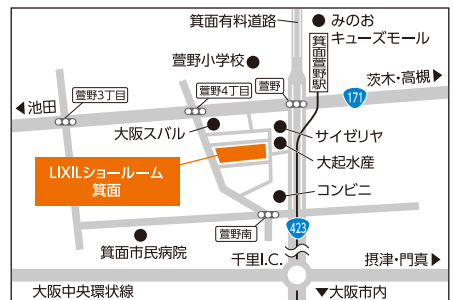 箕面有料道路
みのお
キューズモール
箕面萱野駅
萱野小学校
茨木・高槻▶
171
◀池田
萱野3丁目
萱野4丁目
萱野
大阪スバル
サイゼリヤ
大起水産
LIXILショールーム
箕面
コンビニ
萱野南
423
箕面市民病院
千里I.C.
摂津・門真▶
大阪中央環状線
▼大阪市内